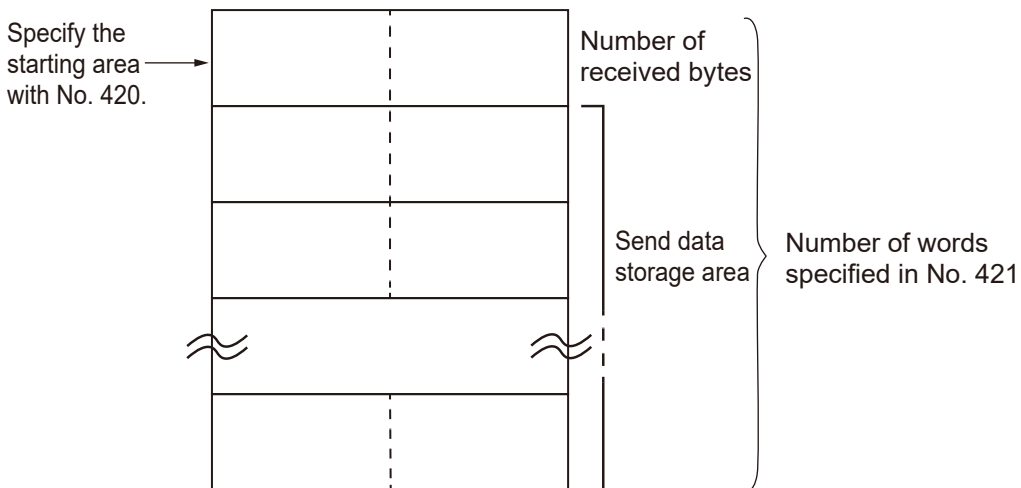 Specify the
starting area
with No. 420.
Number of
received bytes
Send data
storage area
Number of words
specified in No. 421